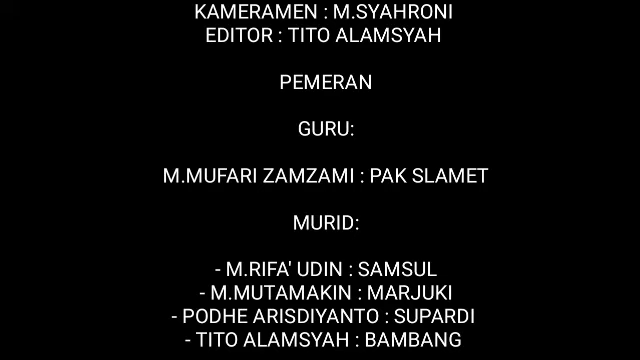 KAMERAMEN : M.SYAHRONI
EDITOR : TITO ALAMSYAH
PEMERAN
GURU:
M.MUFARI ZAMZAMI : PAK SLAMET
MURID:
- M.RIFA' UDIN : SAMSUL
- M.MUTAMAKIN : MARJUKI
- PODHE ARISDIYANTO : SUPARDI
- TITO ALAMSYAH : BAMBANG